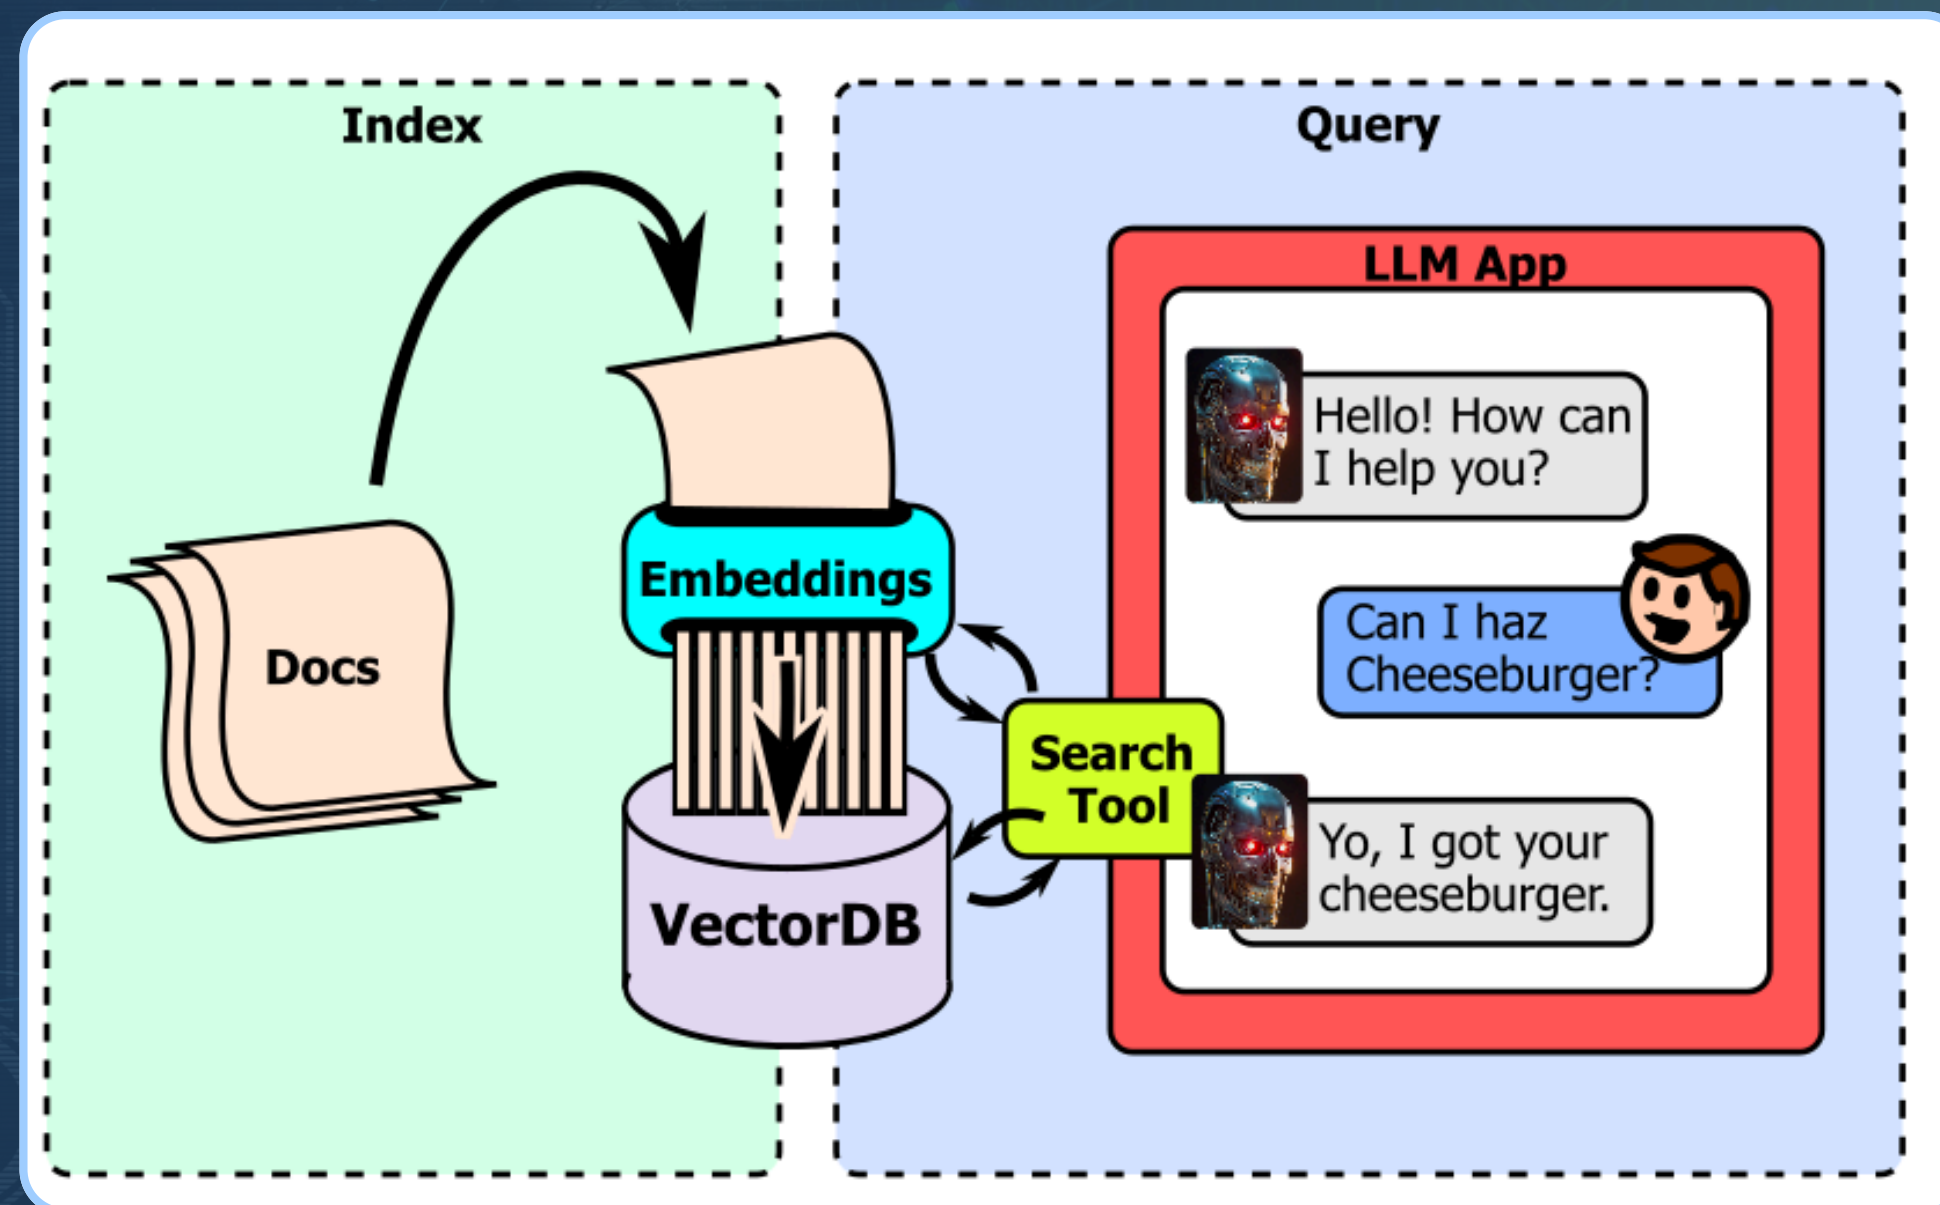 Index
Query
LLM App
Hello! How can
I help you?
Can I haz
Cheeseburger?
Embeddings
Docs
Search
Tool
Yo, I got your
cheeseburger.
VectorDB